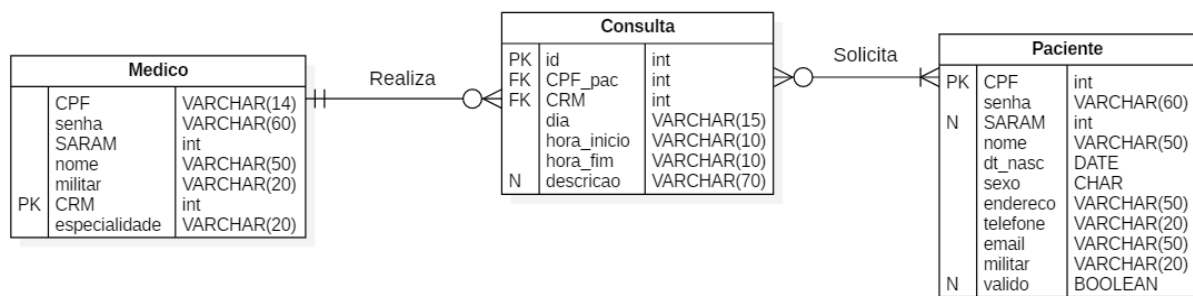 Medico
CPF VARCHAR(14)
senha VARCHAR(60)
SARAM int
nome VARCHAR(50)
militar VARCHAR(20)
PK CRM int
especialidade VARCHAR(20)
Realiza
Consulta
PK id int
FK CPF_pac int
FK CRM int
dia VARCHAR(15)
hora_inicio VARCHAR(10)
hora_fim VARCHAR(10)
N descricao VARCHAR(70)
Solicita
Paciente
PK CPF int
senha VARCHAR(60)
N SARAM int
nome VARCHAR(50)
dt_nasc DATE
sexo CHAR
endereco VARCHAR(50)
telefone VARCHAR(20)
email VARCHAR(50)
militar VARCHAR(20)
N valido BOOLEAN